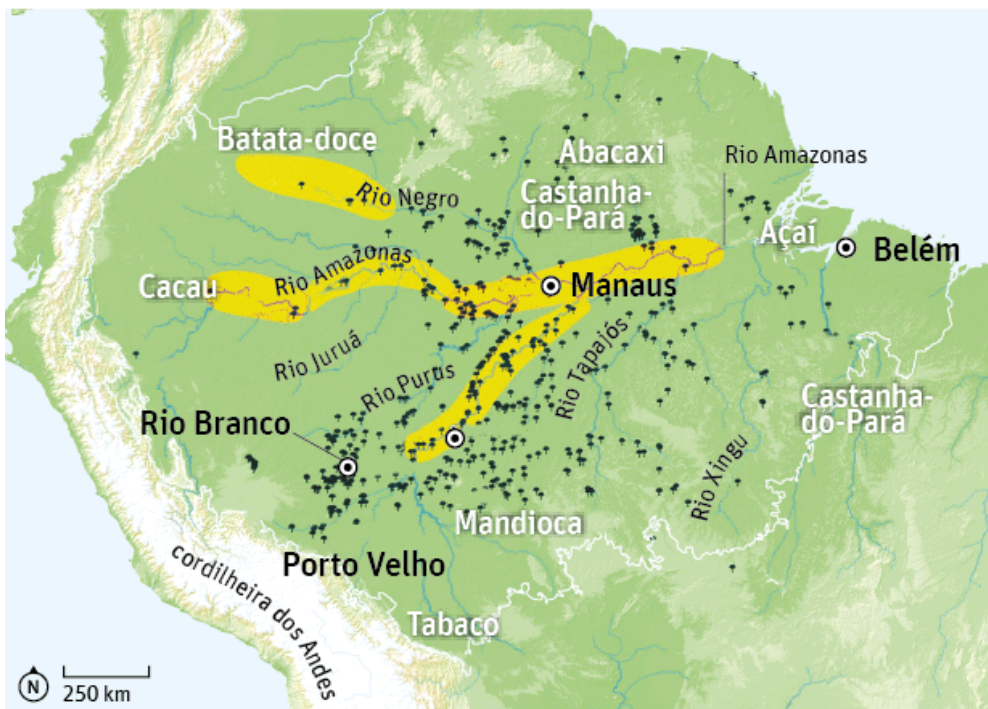 Batata-doce
Abacaxi
Rio Amazonas
Rio Negro
Castanha-
do-Pará
Açaí
Belém
Cacau
Rio Amazonas
Manaus
Rio Juruá
Rio Purus
Rio Tapajós
Castanha-
do-Pará
Rio Branco
Rio Xingu
Mandioca
Porto Velho
cordilheira dos Andes
Tabaco
N
250 km